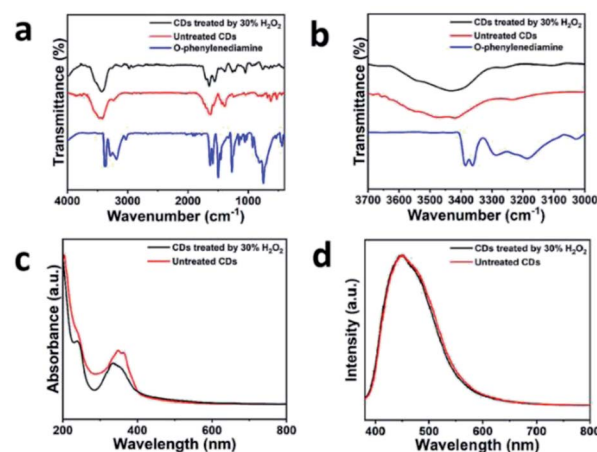 a
CDs treated by 30% H₂O₂
Untreated CDs
O-phenylenediamine
Transmittance (%)
4000 3000 2000 1000
Wavenumber (cm⁻¹)
b
CDs treated by 30% H₂O₂
Untreated CDs
O-phenylenediamine
Transmittance (%)
3700 3600 3500 3400 3300 3200 3100 3000
Wavenumber (cm⁻¹)
c
CDs treated by 30% H₂O₂
Untreated CDs
Absorbance (a.u.)
200 300 400 500 600 700 800
Wavelength (nm)
d
CDs treated by 30% H₂O₂
Untreated CDs
Intensity (a.u.)
400 500 600 700 800
Wavelength (nm)